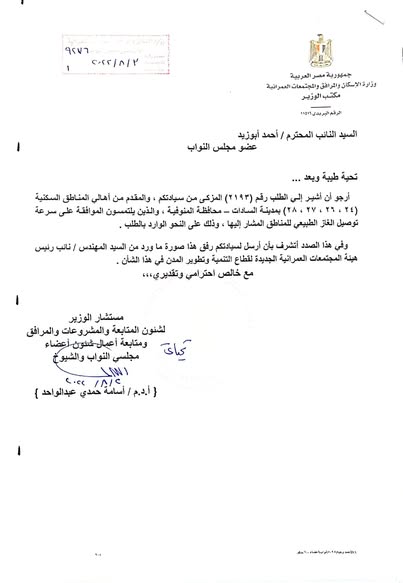 ٩٢٧٦
٢٠٢٢/٨/٢
١
جمهورية مصر العربية
وزارة الإسكان والمرافق والمجتمعات العمرانية
مكتب الوزير
الرقم البريدى ١١٥١٦
السيد النائب المحترم / أحمد أبوزيد
عضو مجلس النواب
تحية طيبة وبعد ...
أرجو أن أشير إلي الطلب رقم (٢١٩٣) المزكى من سيادتكم ، والمقدم من أهالي المناطق السكنية
(٢٤ ، ٢٦ ، ٢٧ ، ٢٨) بمدينة السادات – محافظة المنوفية ، والذين يلتمسون الموافقة على سرعة
توصيل الغاز الطبيعي للمناطق المشار إليها ، وذلك على النحو الوارد بالطلب .
وفي هذا الصدد أتشرف بأن أرسل لسيادتكم رفق هذا صورة ما ورد من السيد المهندس / نائب رئيس
هيئة المجتمعات العمرانية الجديدة لقطاع التنمية وتطوير المدن في هذا الشأن .
مع خالص احترامي وتقديري،،،
مستشار الوزير
لشئون المتابعة والمشروعات والمرافق
ومتابعة أعمال شئون أعضاء
مجلسي النواب والشيوخ
٢٠٢٢/٨/٢
{ أ.د.م / أسامة حمدي عبدالواحد }